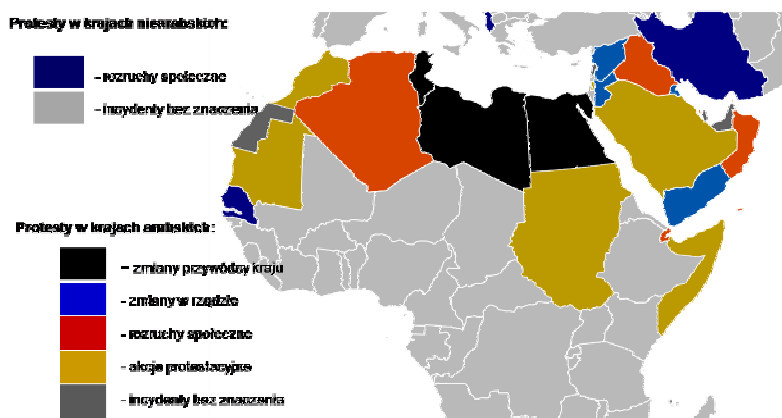 Protesty w krajach niearabskich:
- rozruchy społeczne
- incydenty bez znaczenia
Protesty w krajach arabskich:
- zmiany przywódcy kraju
- zmiany w rządzie
- rozruchy społeczne
- akcje protestacyjne
- incydenty bez znaczenia